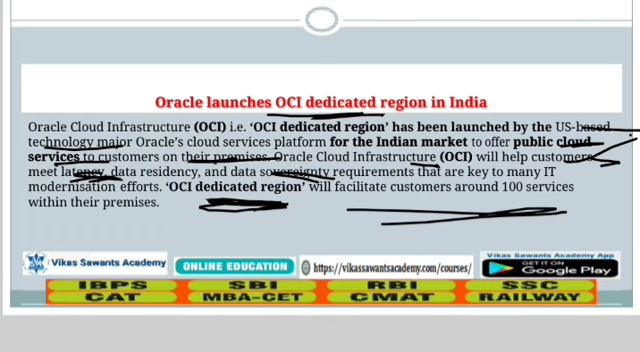 Oracle launches OCI dedicated region in India
Oracle Cloud Infrastructure (OCI) i.e. ‘OCI dedicated region’ has been launched by the US-based
technology major Oracle’s cloud services platform for the Indian market to offer public cloud
services to customers on their premises. Oracle Cloud Infrastructure (OCI) will help customers
meet latency, data residency, and data sovereignty requirements that are key to many IT
modernisation efforts. ‘OCI dedicated region’ will facilitate customers around 100 services
within their premises.
Vikas Sawants Academy
ONLINE EDUCATION
https://vikassawantsacademy.com/courses/
Vikas Sawants Academy App
GET IT ON
Google Play
IBPS SBI RBI SSC
CAT MBA-CET CMAT RAILWAY